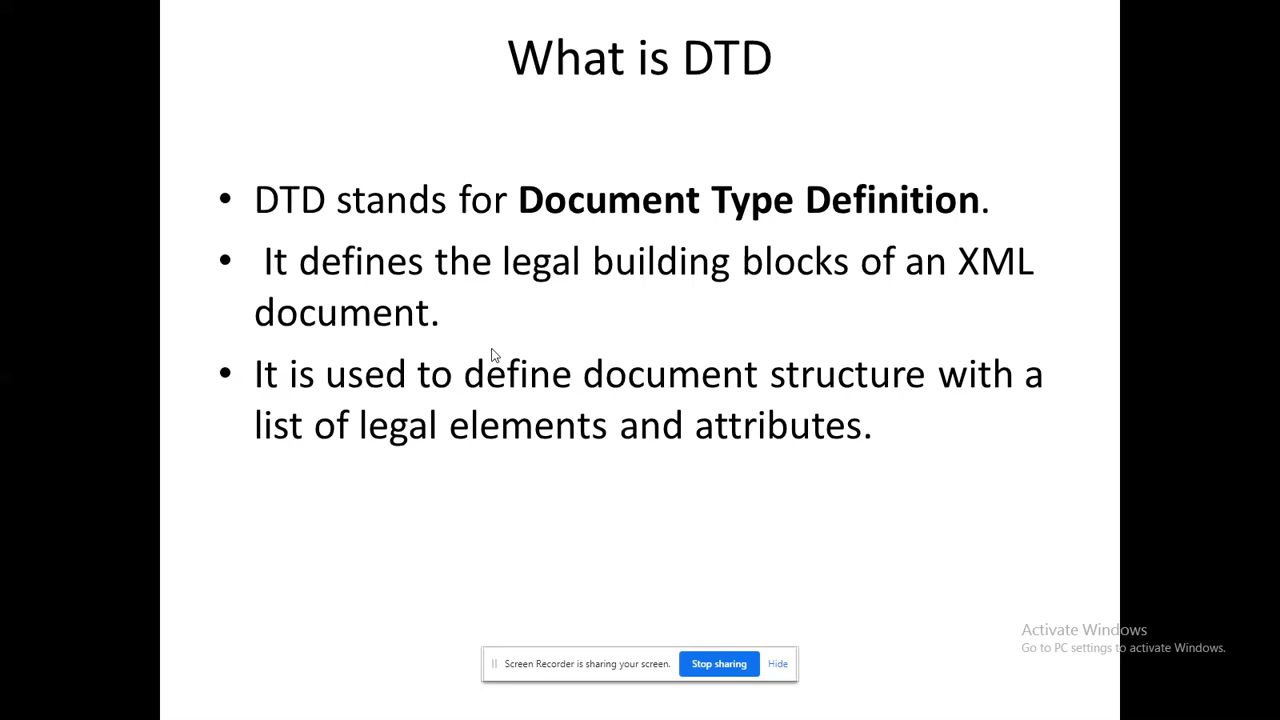 What is DTD
• DTD stands for Document Type Definition.
• It defines the legal building blocks of an XML
document.
• It is used to define document structure with a
list of legal elements and attributes.
Activate Windows
Go to PC settings to activate Windows.
Screen Recorder is sharing your screen. Stop sharing Hide